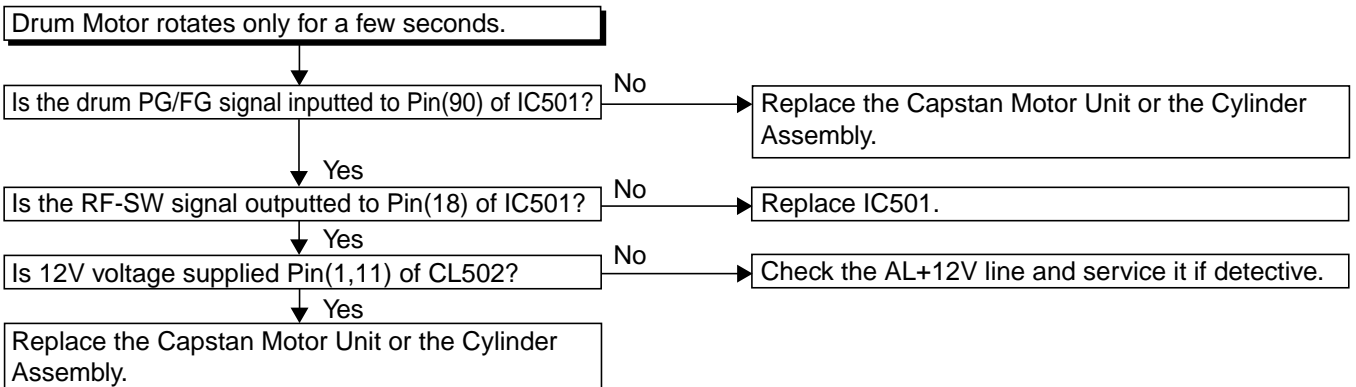 Drum Motor rotates only for a few seconds.
Is the drum PG/FG signal inputted to Pin(90) of IC501?
No
Replace the Capstan Motor Unit or the Cylinder
Assembly.
Yes
Is the RF-SW signal outputted to Pin(18) of IC501?
No
Replace IC501.
Yes
Is 12V voltage supplied Pin(1,11) of CL502?
No
Check the AL+12V line and service it if detective.
Yes
Replace the Capstan Motor Unit or the Cylinder
Assembly.